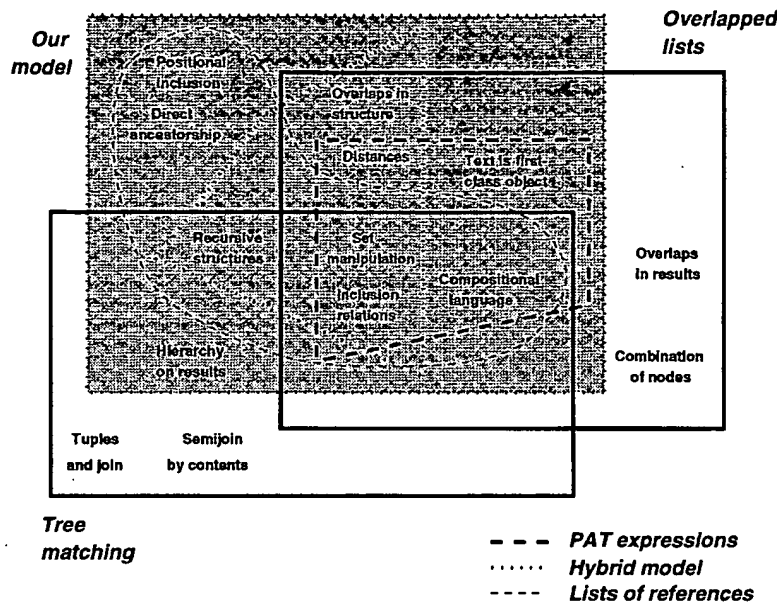 Our
model
Overlapped
lists
Positional
inclusion
Direct
ancestorship
Overlaps in
structure
Distances
Text is first
class object
Recursive
structures
Set
manipulation
Inclusion
relations
Compositional
language
Overlaps
in results
Hierarchy
on results
Combination
of nodes
Tuples
and join
Semijoin
by contents
Tree
matching
PAT expressions
Hybrid model
Lists of references